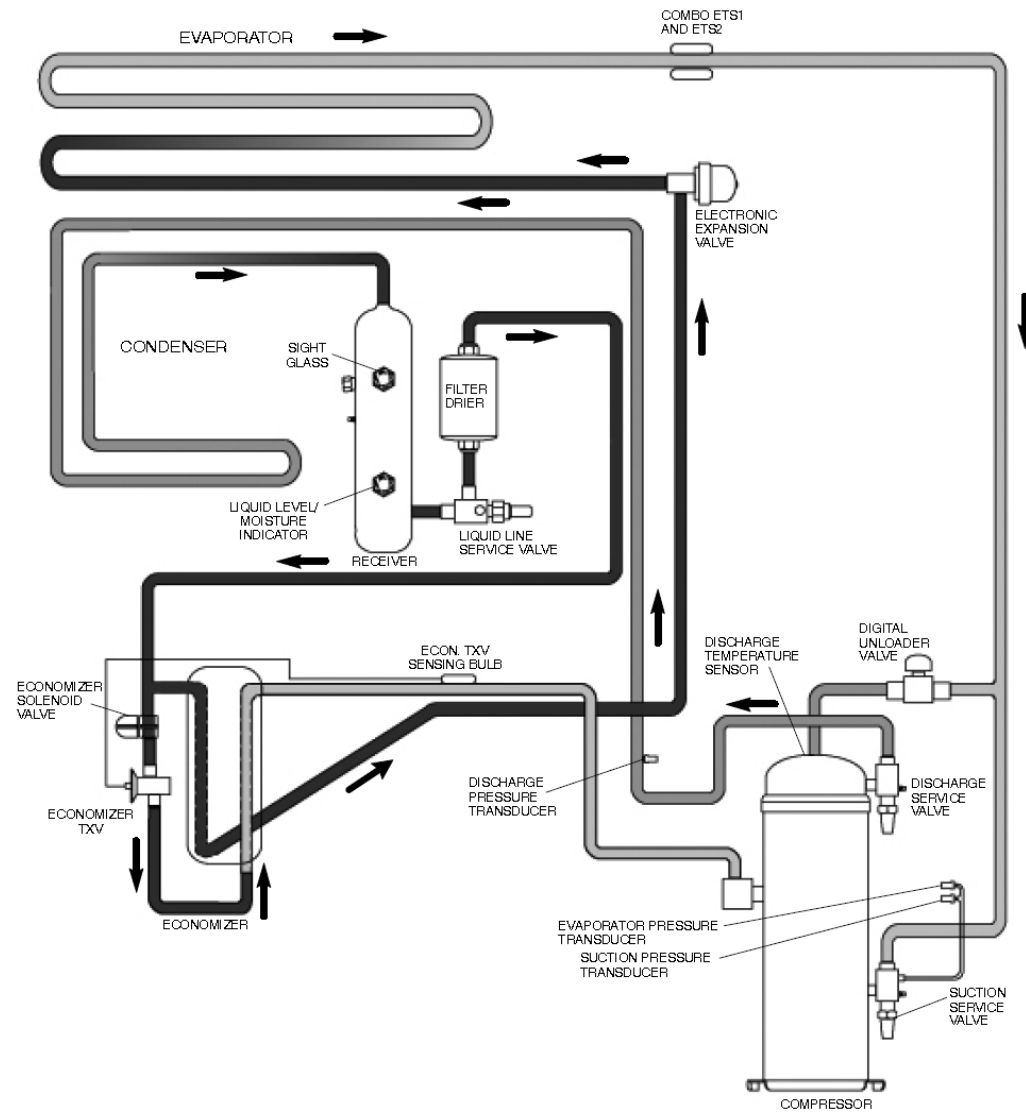 EVAPORATOR
COMBO ETS1
AND ETS2
ELECTRONIC
EXPANSION
VALVE
CONDENSER
SIGHT
GLASS
FILTER
DRIER
LIQUID LEVEL/
MOISTURE
INDICATOR
LIQUID LINE
SERVICE VALVE
RECEIVER
ECON. TXV
SENSING BULB
DISCHARGE
TEMPERATURE
SENSOR
DIGITAL
UNLOADER
VALVE
ECONOMIZER
SOLENOID
VALVE
ECONOMIZER
TXV
DISCHARGE
PRESSURE
TRANSDUCER
DISCHARGE
SERVICE
VALVE
ECONOMIZER
EVAPORATOR PRESSURE
TRANSDUCER
SUCTION PRESSURE
TRANSDUCER
SUCTION
SERVICE
VALVE
COMPRESSOR